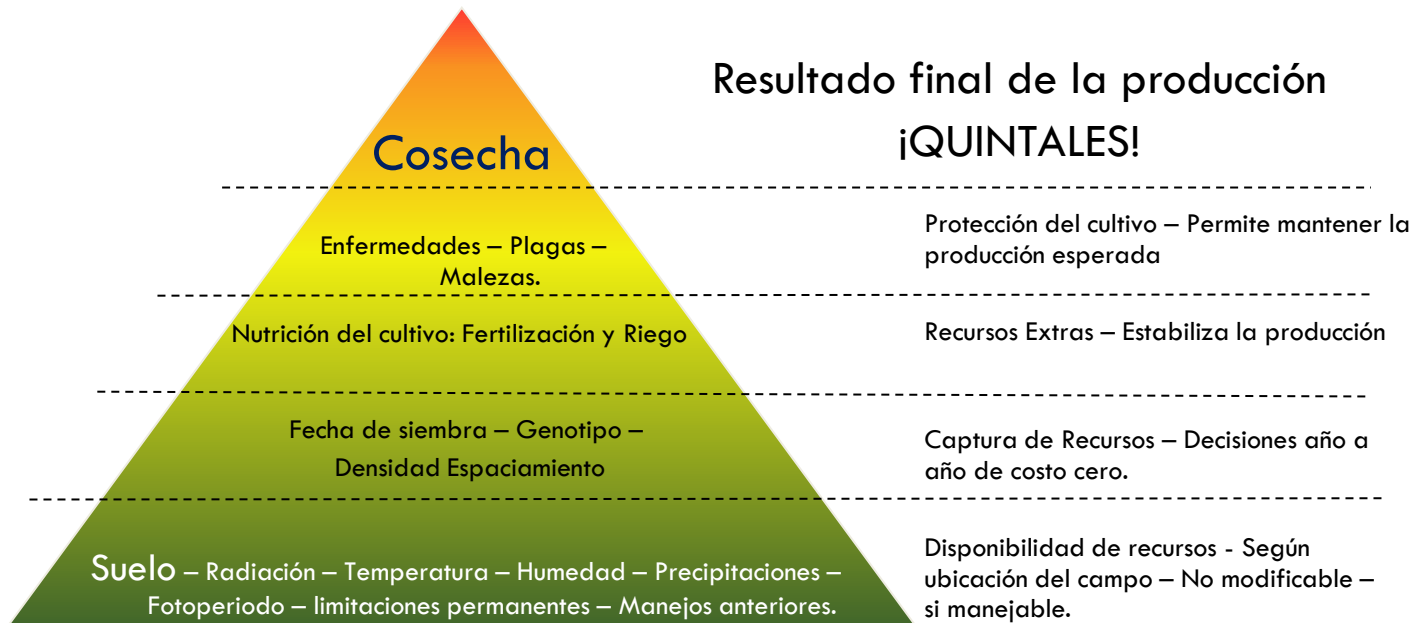 Resultado final de la producción
¡QUINTALES!
Cosecha
Enfermedades – Plagas –
Malezas.
Protección del cultivo – Permite mantener la
producción esperada
Nutrición del cultivo: Fertilización y Riego
Recursos Extras – Estabiliza la producción
Fecha de siembra – Genotipo –
Densidad Espaciamiento
Captura de Recursos – Decisiones año a
año de costo cero.
Suelo – Radiación – Temperatura – Humedad – Precipitaciones –
Fotoperiodo – limitaciones permanentes – Manejos anteriores.
Disponibilidad de recursos - Según
ubicación del campo – No modificable –
si manejable.